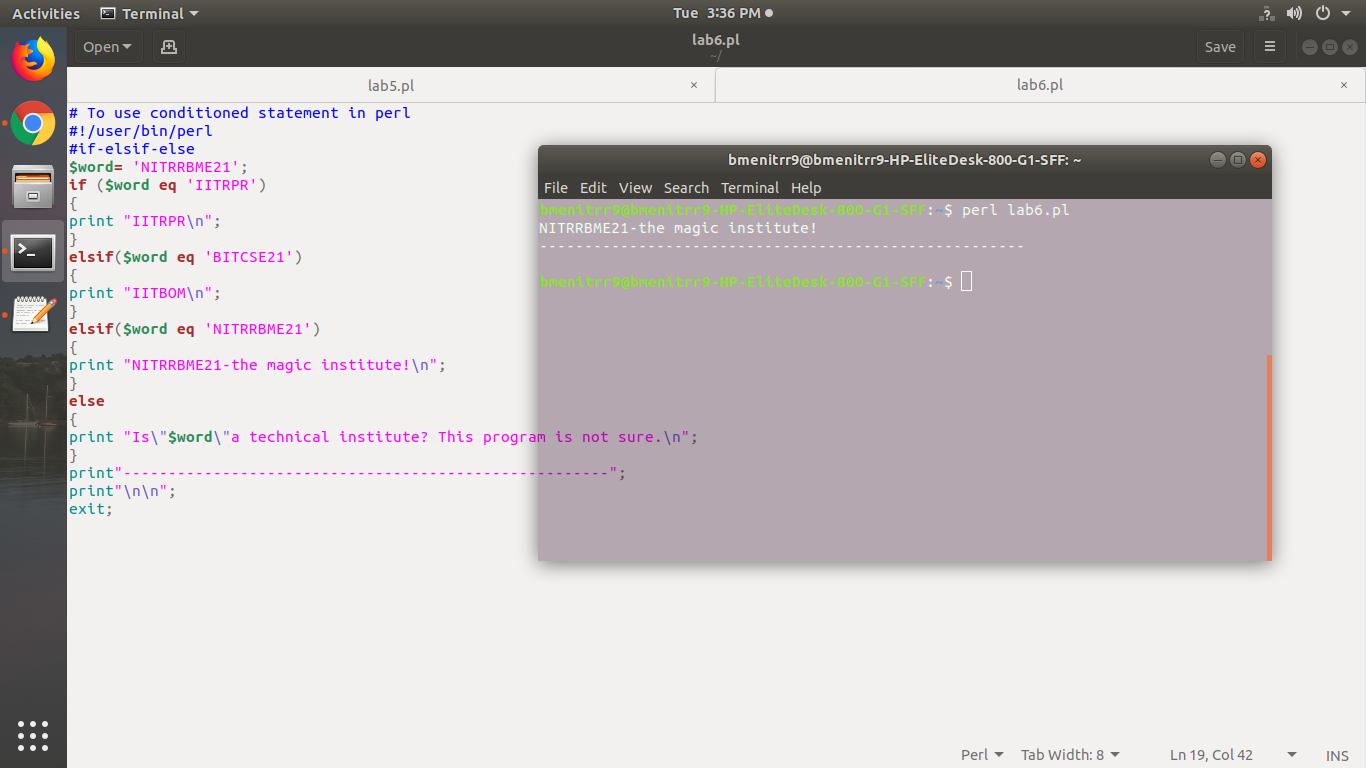 Activities Terminal Tue 3:36 PM
Open lab6.pl Save
~/
lab5.pl × lab6.pl ×
# To use conditioned statement in perl
#!/user/bin/perl
#if-elsif-else
$word= 'NITRRBME21';
if ($word eq 'IITRPR')
{
print "IITRPR\n";
}
elsif($word eq 'BITCSE21')
{
print "IITBOM\n";
}
elsif($word eq 'NITRRBME21')
{
print "NITRRBME21-the magic institute!\n";
}
else
{
print "Is\"$word\"a technical institute? This program is not sure.\n";
}
print"------------------------------------------------------";
print"\n\n";
exit;
bmenitrr9@bmenitrr9-HP-EliteDesk-800-G1-SFF: ~
File Edit View Search Terminal Help
bmenitrr9@bmenitrr9-HP-EliteDesk-800-G1-SFF:~$ perl lab6.pl
NITRRBME21-the magic institute!
------------------------------------------------------
bmenitrr9@bmenitrr9-HP-EliteDesk-800-G1-SFF:~$
Perl Tab Width: 8 Ln 19, Col 42 INS